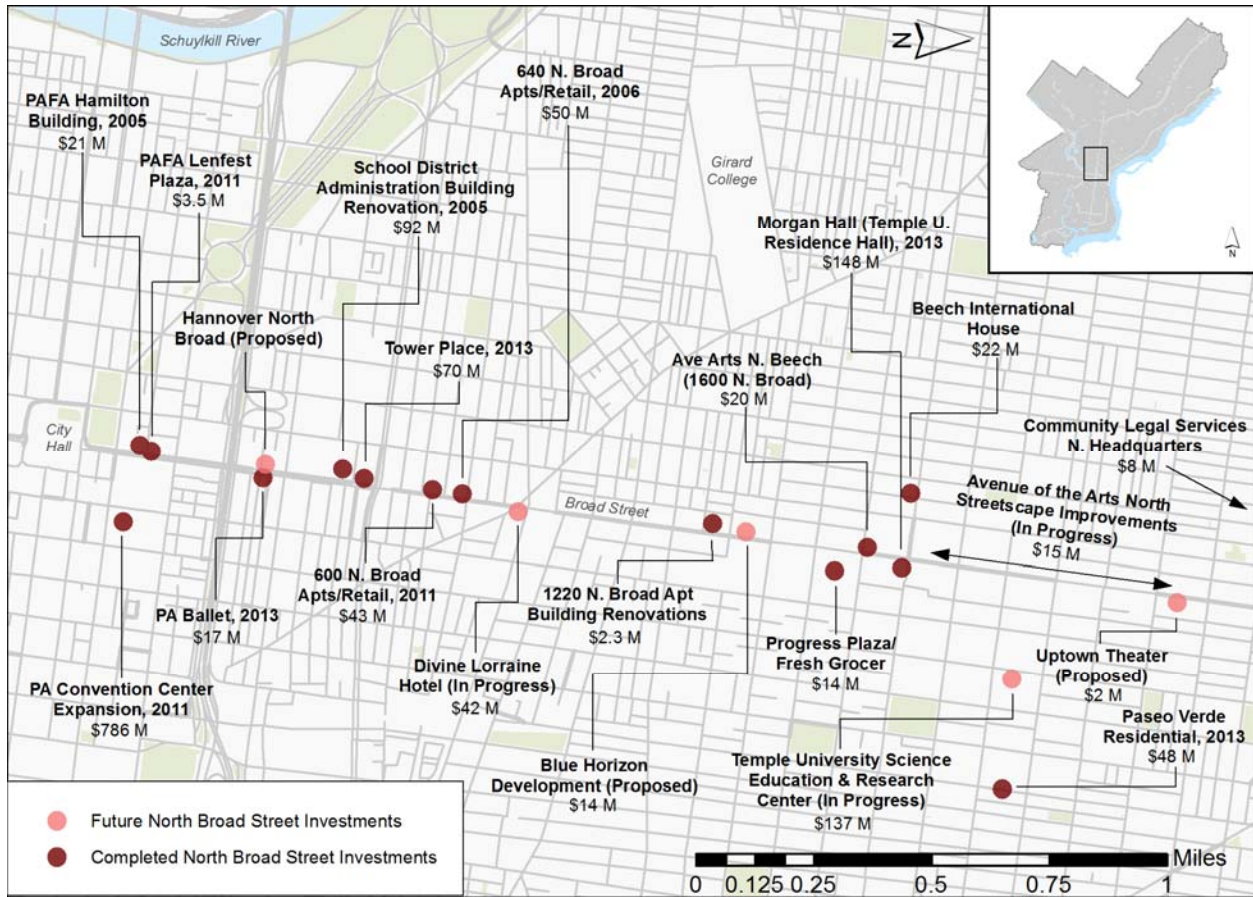 Schuylkill River
N
PAFA Hamilton
Building, 2005
$21 M
PAFA Lenfest
Plaza, 2011
$3.5 M
School District
Administration Building
Renovation, 2005
$92 M
640 N. Broad
Apts/Retail, 2006
$50 M
Girard
College
Morgan Hall (Temple U.
Residence Hall), 2013
$148 M
N
Hannover North
Broad (Proposed)
Tower Place, 2013
$70 M
Ave Arts N. Beech
(1600 N. Broad)
$20 M
Beech International
House
$22 M
City
Hall
Community Legal Services
N. Headquarters
$8 M
Avenue of the Arts North
Streetscape Improvements
(In Progress)
$15 M
Broad Street
PA Ballet, 2013
$17 M
600 N. Broad
Apts/Retail, 2011
$43 M
1220 N. Broad Apt
Building Renovations
$2.3 M
Progress Plaza/
Fresh Grocer
$14 M
Uptown Theater
(Proposed)
$2 M
PA Convention Center
Expansion, 2011
$786 M
Divine Lorraine
Hotel (In Progress)
$42 M
Paseo Verde
Residential, 2013
$48 M
Blue Horizon
Development (Proposed)
$14 M
Temple University Science
Education & Research
Center (In Progress)
$137 M
Future North Broad Street Investments
Completed North Broad Street Investments
Miles
0 0.125 0.25 0.5 0.75 1